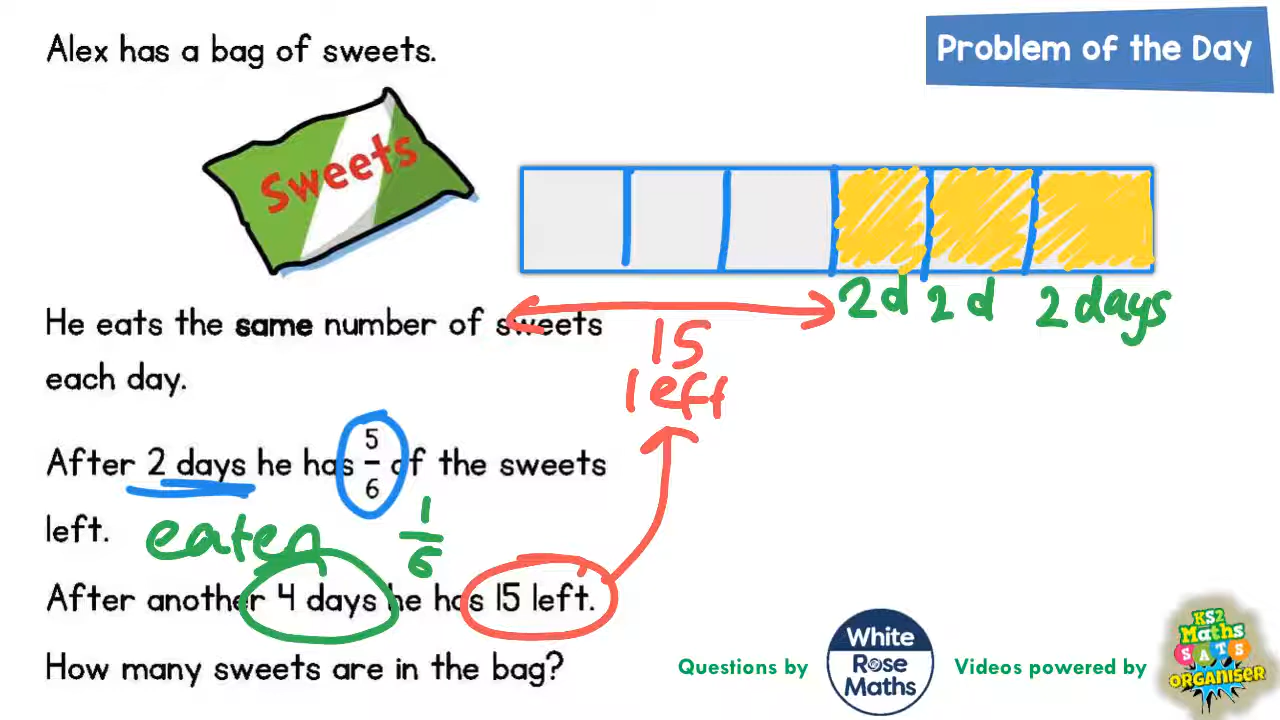 Alex has a bag of sweets.
Problem of the Day
Sweets
2d 2d 2 days
He eats the same number of sweets
each day.
15
left
After 2 days he has 5/6 of the sweets
left. eaten 1/6
After another 4 days he has 15 left.
How many sweets are in the bag?
Questions by
White
Rose
Maths
Videos powered by
KS2
Maths
SATS
ORGANISER